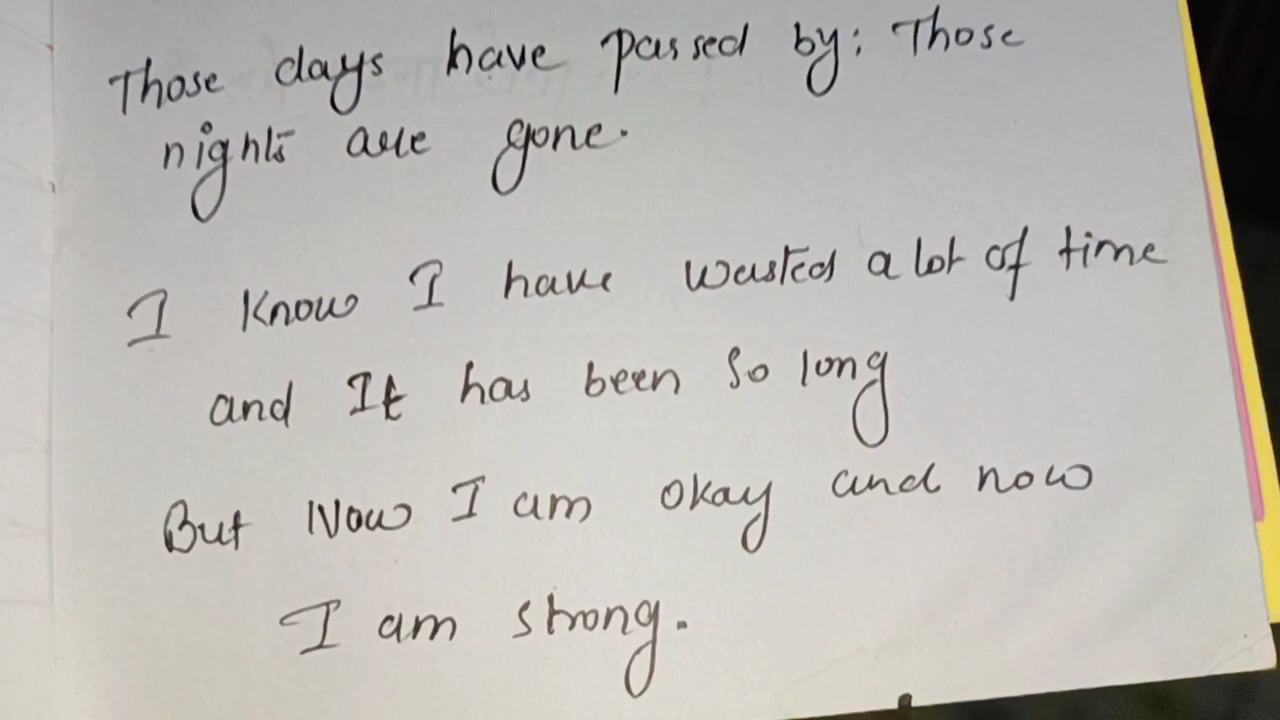 Those days have passed by; Those
nights are gone.
I know I have wasted a lot of time
and It has been so long
But Now I am okay and now
I am strong.